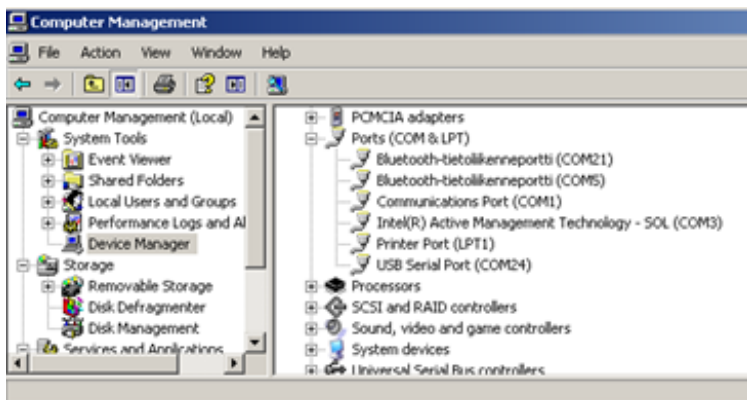 Computer Management
File Action View Window Help
Computer Management (Local)
System Tools
Event Viewer
Shared Folders
Local Users and Groups
Performance Logs and Al
Device Manager
Storage
Removable Storage
Disk Defragmenter
Disk Management
Services and Applications
PCMCIA adapters
Ports (COM & LPT)
Bluetooth-tietoliikenneportti (COM21)
Bluetooth-tietoliikenneportti (COM5)
Communications Port (COM1)
Intel(R) Active Management Technology - SOL (COM3)
Printer Port (LPT1)
USB Serial Port (COM24)
Processors
SCSI and RAID controllers
Sound, video and game controllers
System devices
Universal Serial Bus controllers